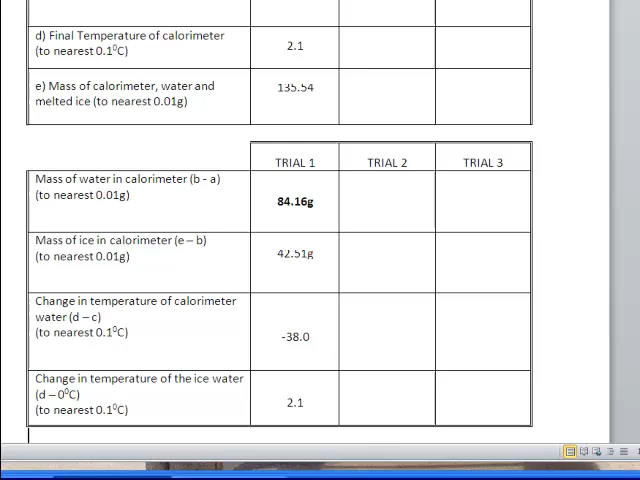 d) Final Temperature of calorimeter
(to nearest 0.1⁰C)
2.1
e) Mass of calorimeter, water and
melted ice (to nearest 0.01g)
135.54
TRIAL 1 TRIAL 2 TRIAL 3
Mass of water in calorimeter (b - a)
(to nearest 0.01g)
84.16g
Mass of ice in calorimeter (e – b)
(to nearest 0.01g)
42.51g
Change in temperature of calorimeter
water (d – c)
(to nearest 0.1⁰C)
-38.0
Change in temperature of the ice water
(d – 0⁰C)
(to nearest 0.1⁰C)
2.1